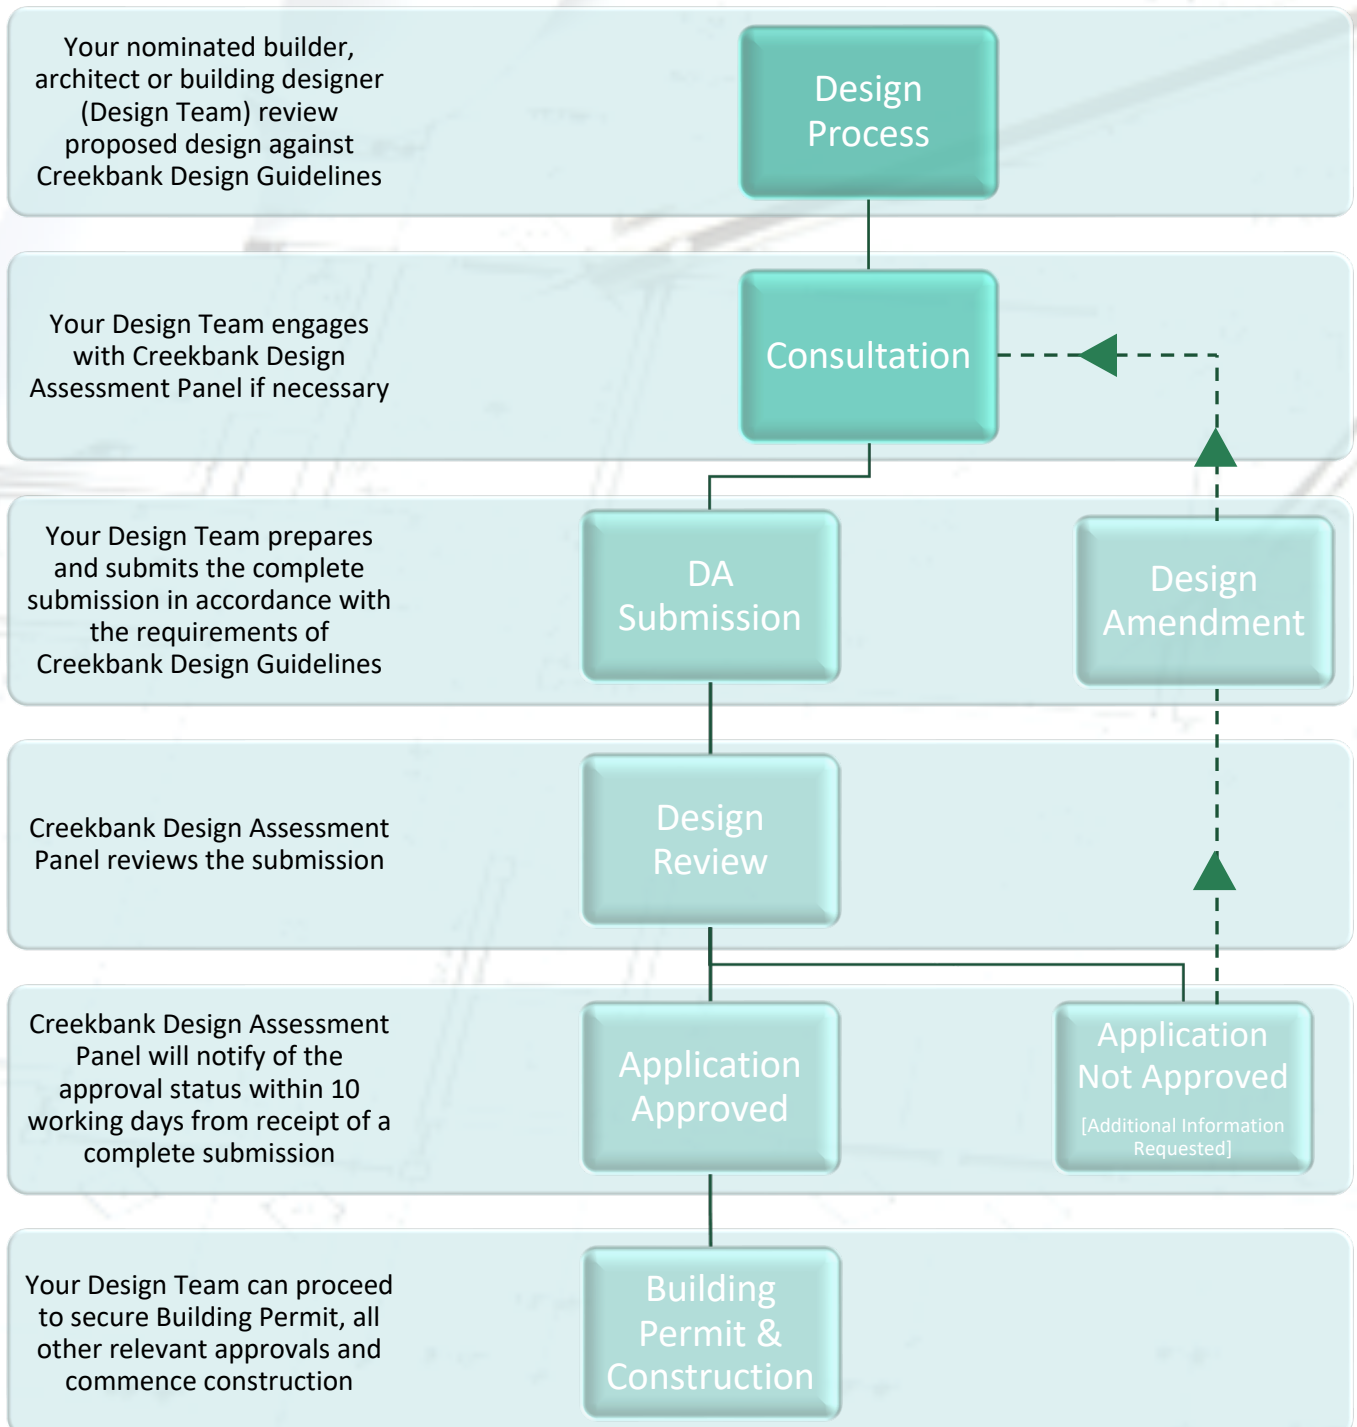 Your nominated builder,
architect or building designer
(Design Team) review
proposed design against
Creekbank Design Guidelines
Design
Process
Your Design Team engages
with Creekbank Design
Assessment Panel if necessary
Consultation
Your Design Team prepares
and submits the complete
submission in accordance with
the requirements of
Creekbank Design Guidelines
DA
Submission
Design
Amendment
Creekbank Design Assessment
Panel reviews the submission
Design
Review
Creekbank Design Assessment
Panel will notify of the
approval status within 10
working days from receipt of a
complete submission
Application
Approved
Application
Not Approved
[Additional Information
Requested]
Your Design Team can proceed
to secure Building Permit, all
other relevant approvals and
commence construction
Building
Permit &
Construction